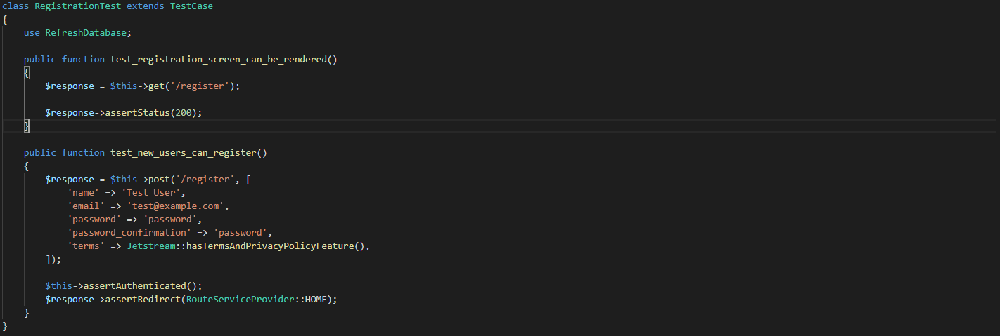 class RegistrationTest extends TestCase
{
    use RefreshDatabase;

    public function test_registration_screen_can_be_rendered()
    {
        $response = $this->get('/register');

        $response->assertStatus(200);
    }

    public function test_new_users_can_register()
    {
        $response = $this->post('/register', [
            'name' => 'Test User',
            'email' => 'test@example.com',
            'password' => 'password',
            'password_confirmation' => 'password',
            'terms' => Jetstream::hasTermsAndPrivacyPolicyFeature(),
        ]);

        $this->assertAuthenticated();
        $response->assertRedirect(RouteServiceProvider::HOME);
    }
}